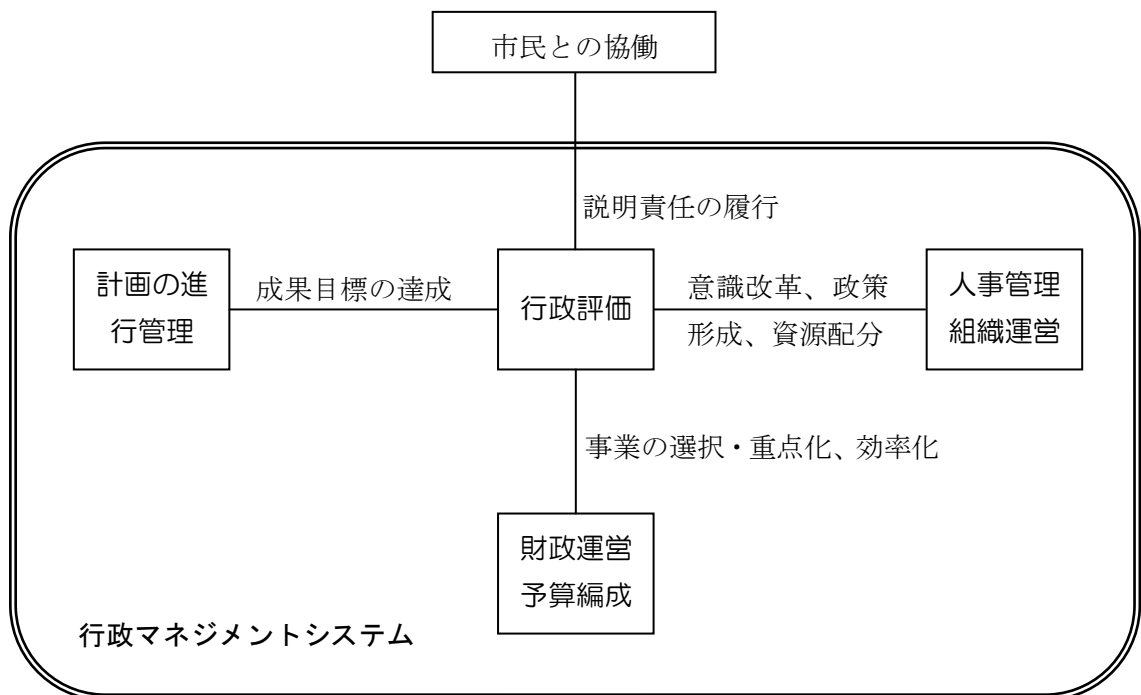 市民との協働
説明責任の履行
計画の進
行管理
成果目標の達成
行政評価
意識改革、政策
形成、資源配分
人事管理
組織運営
事業の選択・重点化、効率化
財政運営
予算編成
行政マネジメントシステム